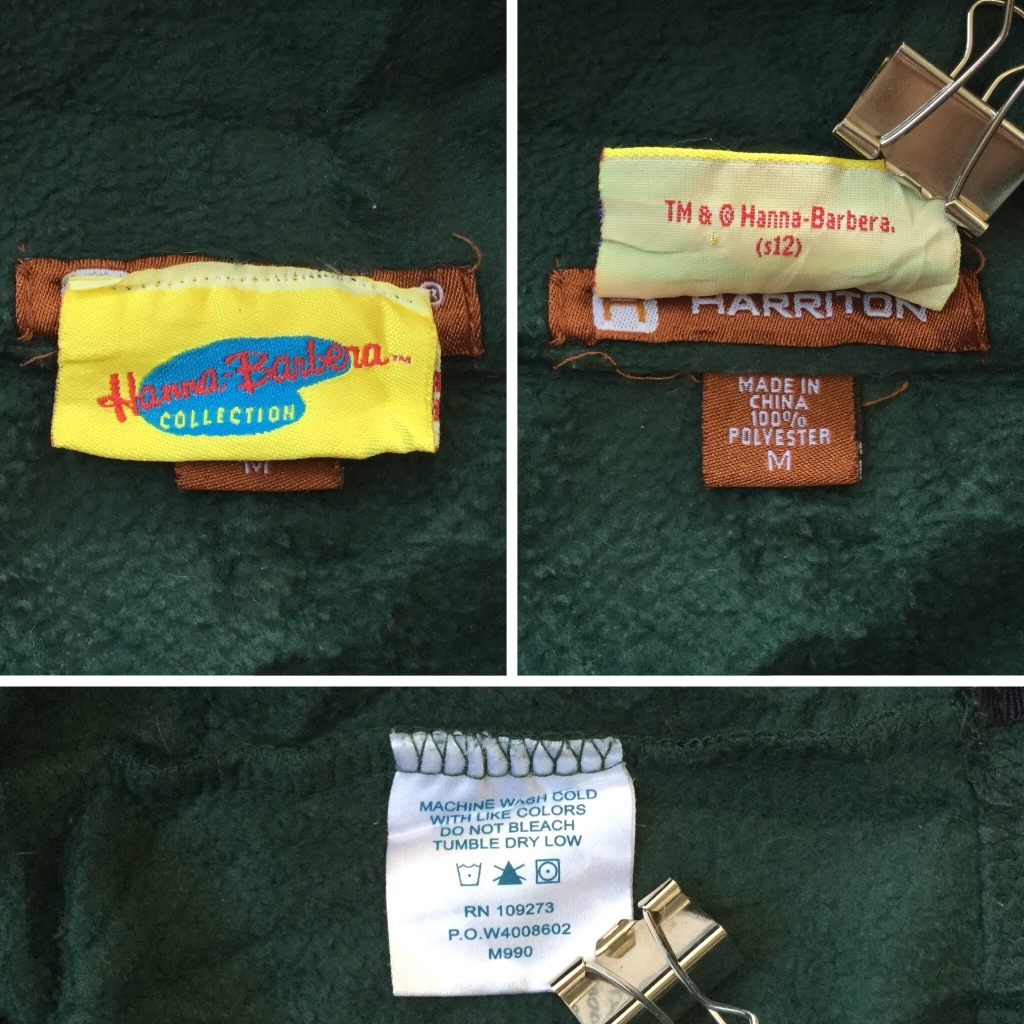 Hanna-Barbera™
COLLECTION
M
®
TM & © Hanna-Barbera.
(s12)
H HARRITON
MADE IN
CHINA
100%
POLYESTER
M
MACHINE WASH COLD
WITH LIKE COLORS
DO NOT BLEACH
TUMBLE DRY LOW
RN 109273
P.O.W4008602
M990